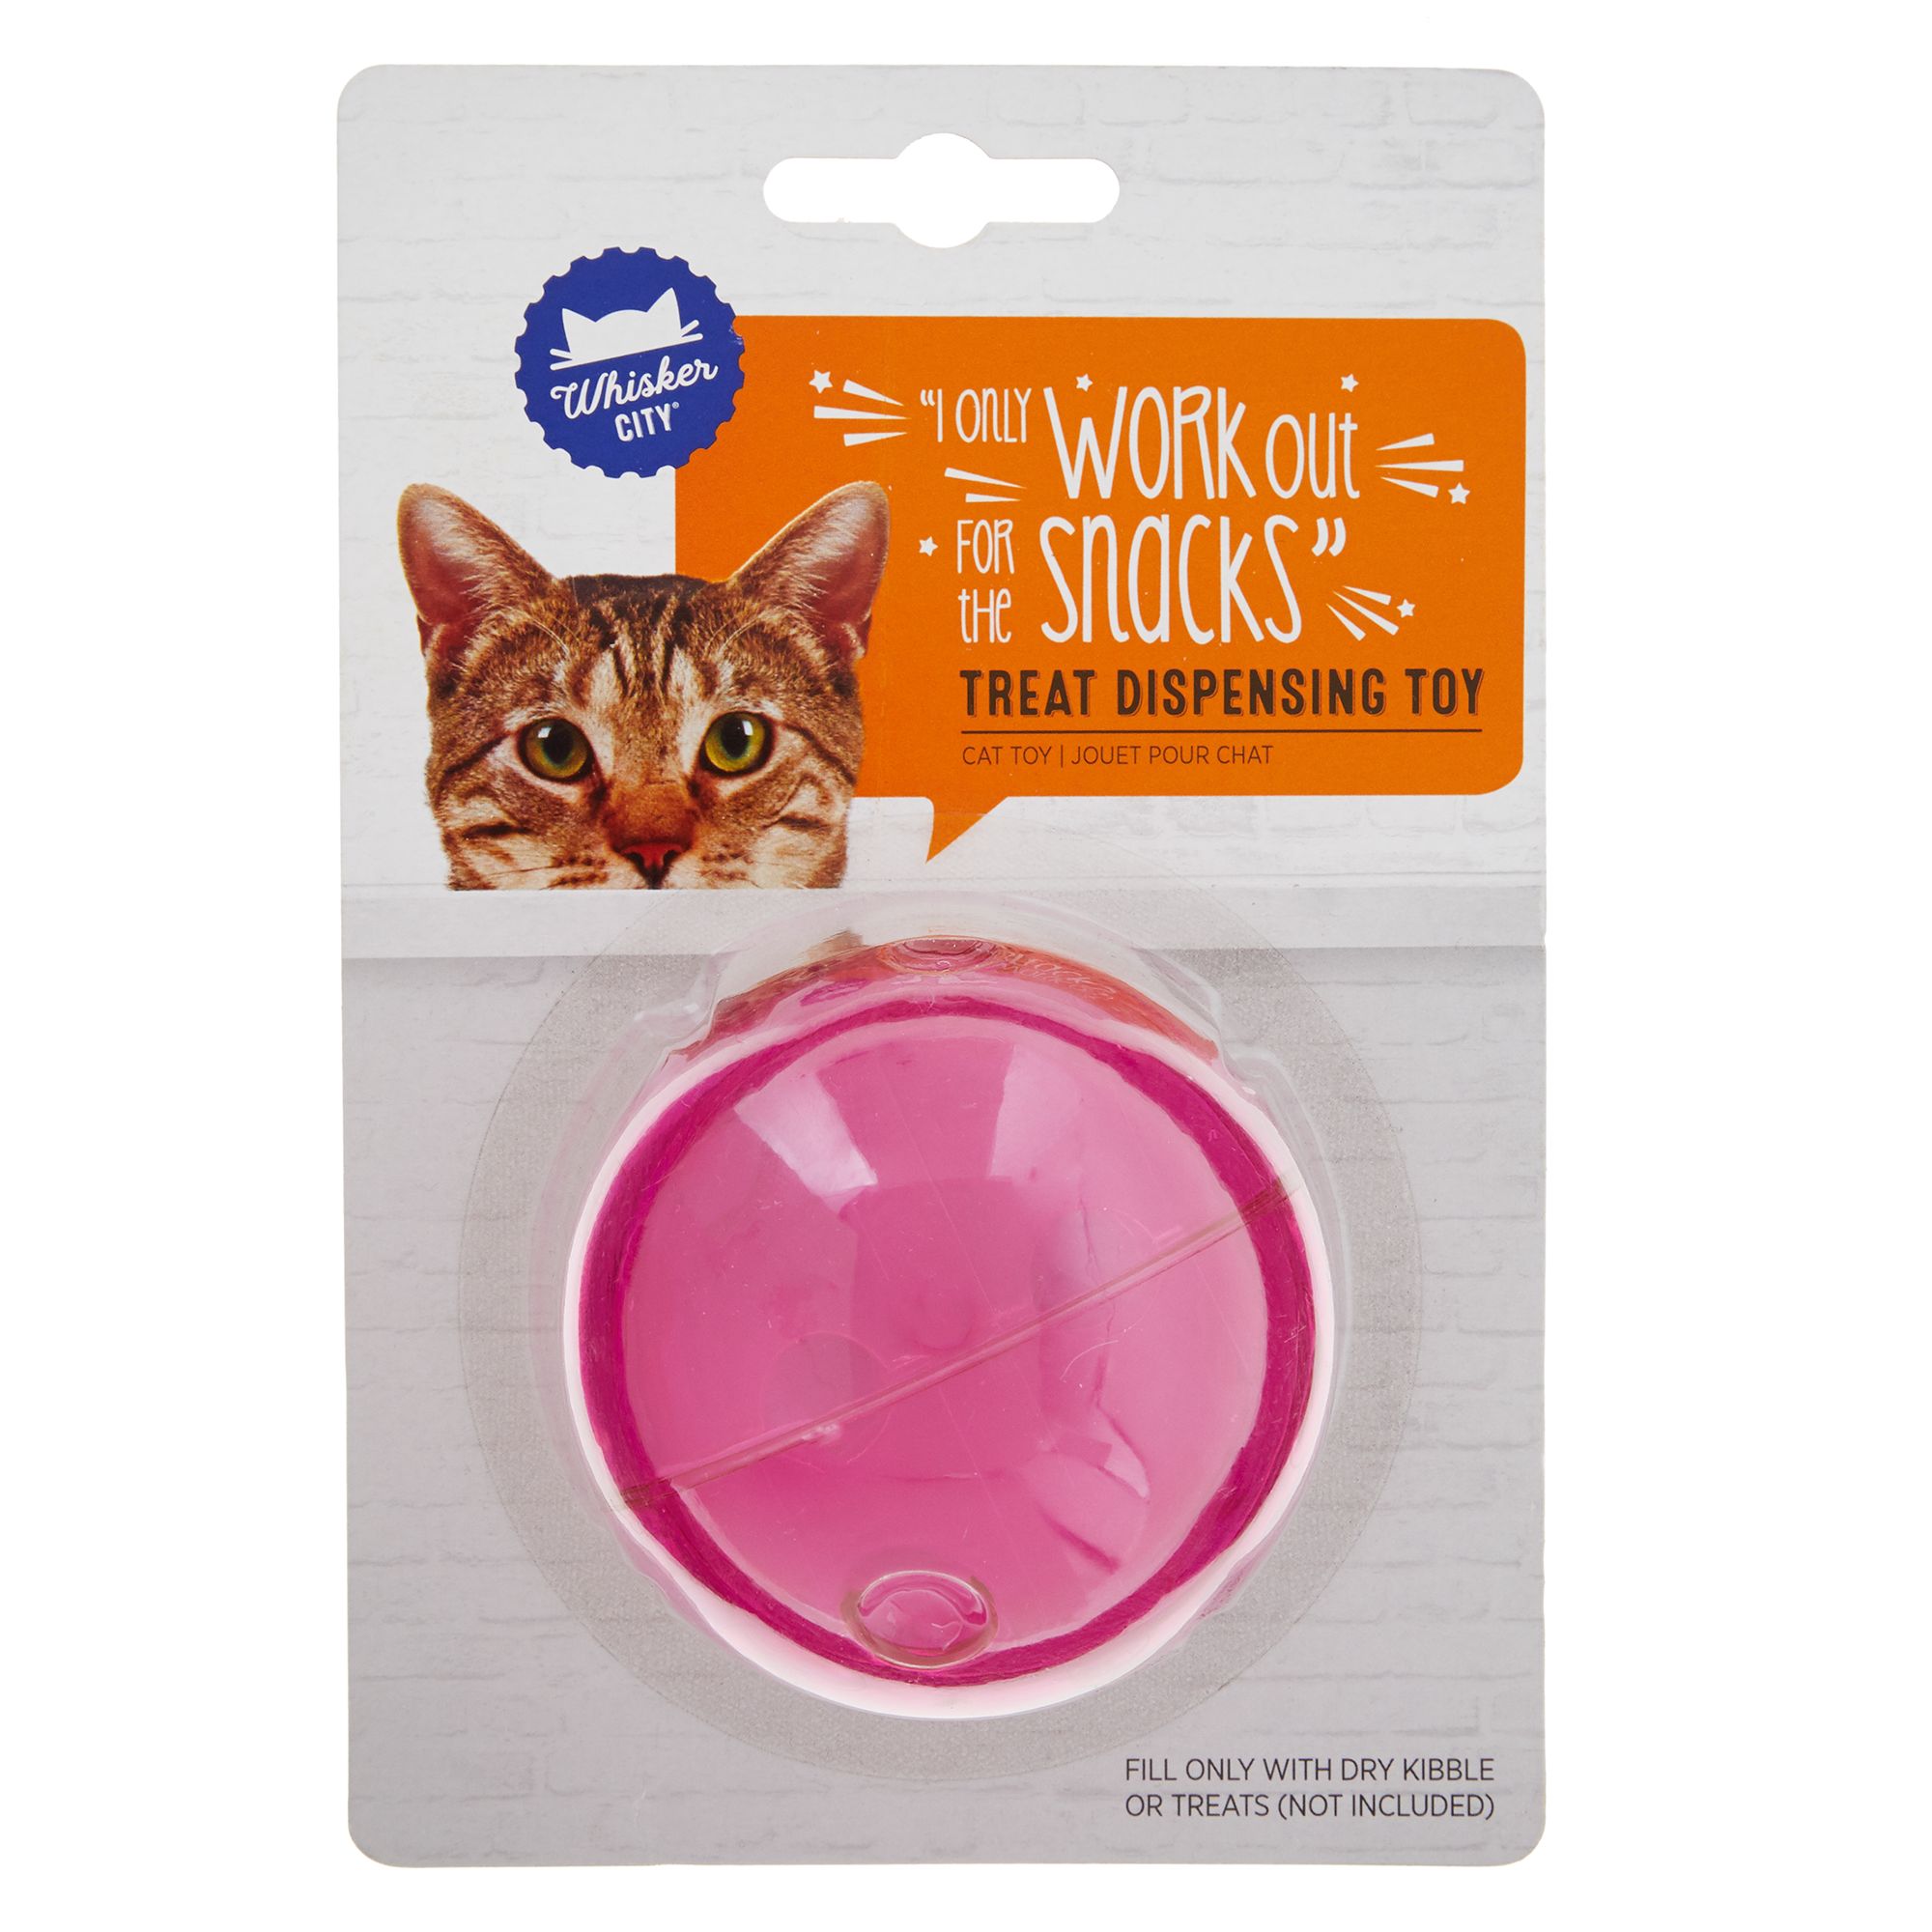 Whisker
CITY®
“I ONLY WORK out
FOR the SNACKS”
TREAT DISPENSING TOY
CAT TOY | JOUET POUR CHAT
FILL ONLY WITH DRY KIBBLE
OR TREATS (NOT INCLUDED)